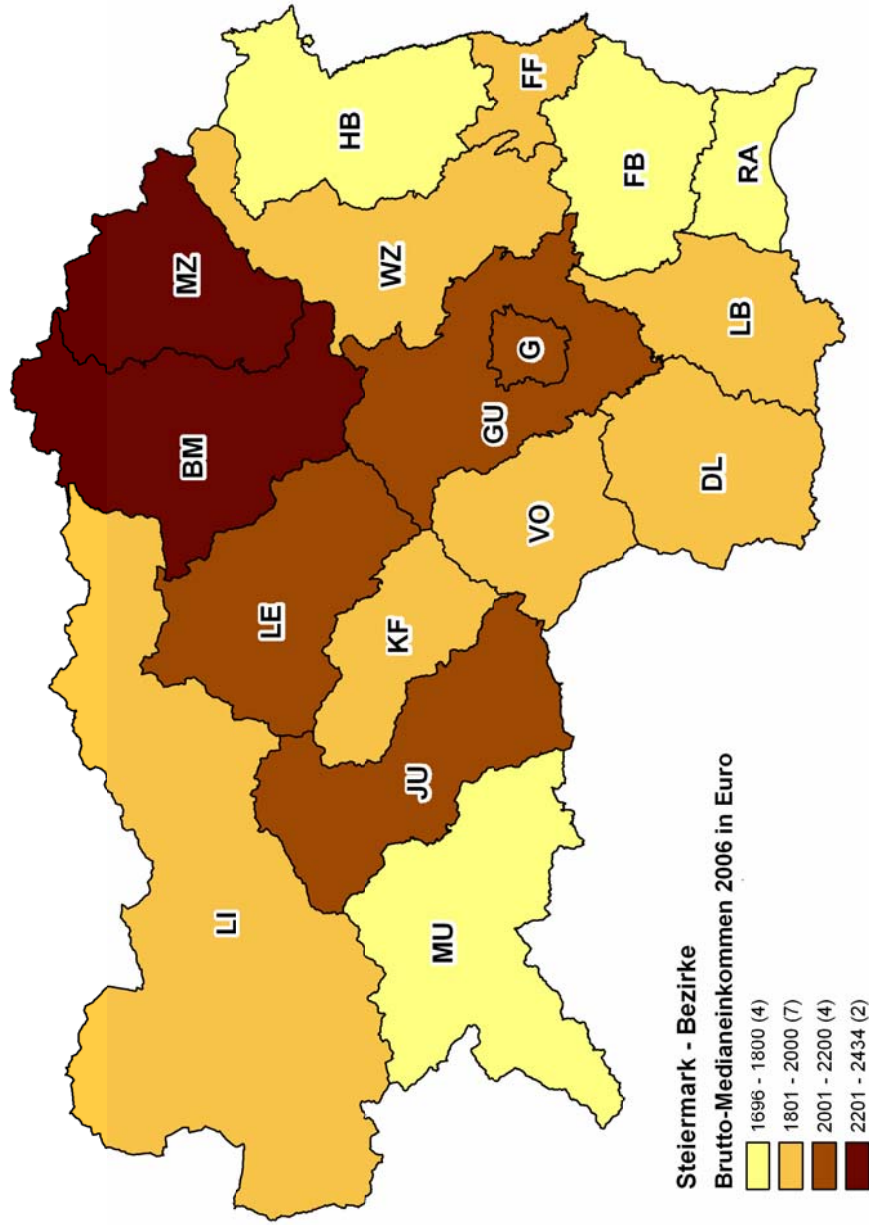 MZ
BM
HB
LI
LE
WZ
FF
GU
G
KF
JU
VO
FB
MU
LB
RA
DL
Steiermark - Bezirke
Brutto-Medianeinkommen 2006 in Euro
1696 - 1800 (4)
1801 - 2000 (7)
2001 - 2200 (4)
2201 - 2434 (2)